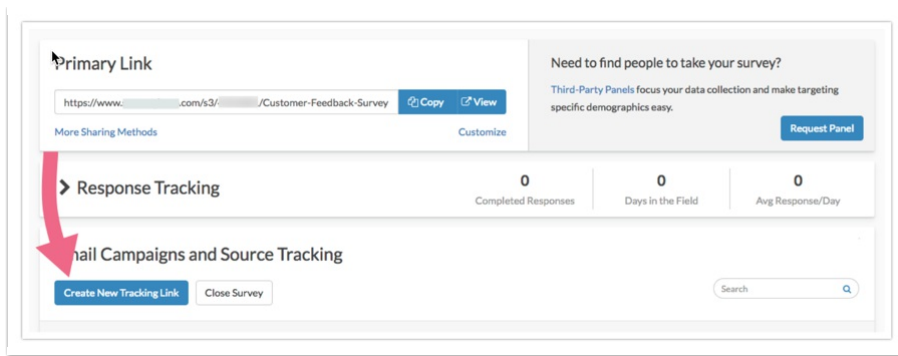 Primary Link
https://www. .com/s3/ /Customer-Feedback-Survey Copy View
More Sharing Methods Customize
Need to find people to take your survey?
Third-Party Panels focus your data collection and make targeting
specific demographics easy.
Request Panel
Response Tracking
0 0 0
Completed Responses Days in the Field Avg Response/Day
Campaigns and Source Tracking
Create New Tracking Link Close Survey
Search